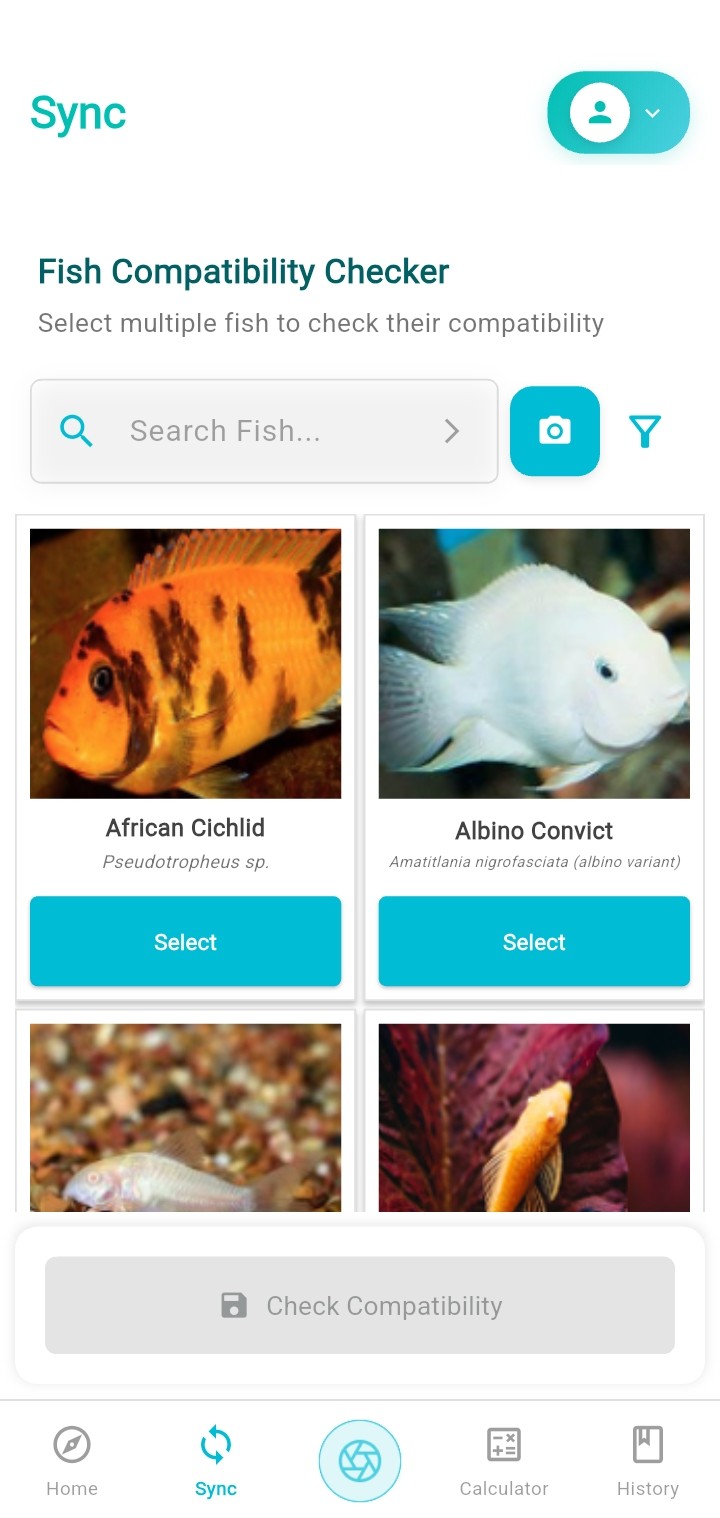 Sync
Fish Compatibility Checker
Select multiple fish to check their compatibility
Search Fish...
African Cichlid
Pseudotropheus sp.
Select
Albino Convict
Amatitlania nigrofasciata (albino variant)
Select
Check Compatibility
Home
Sync
Calculator
History